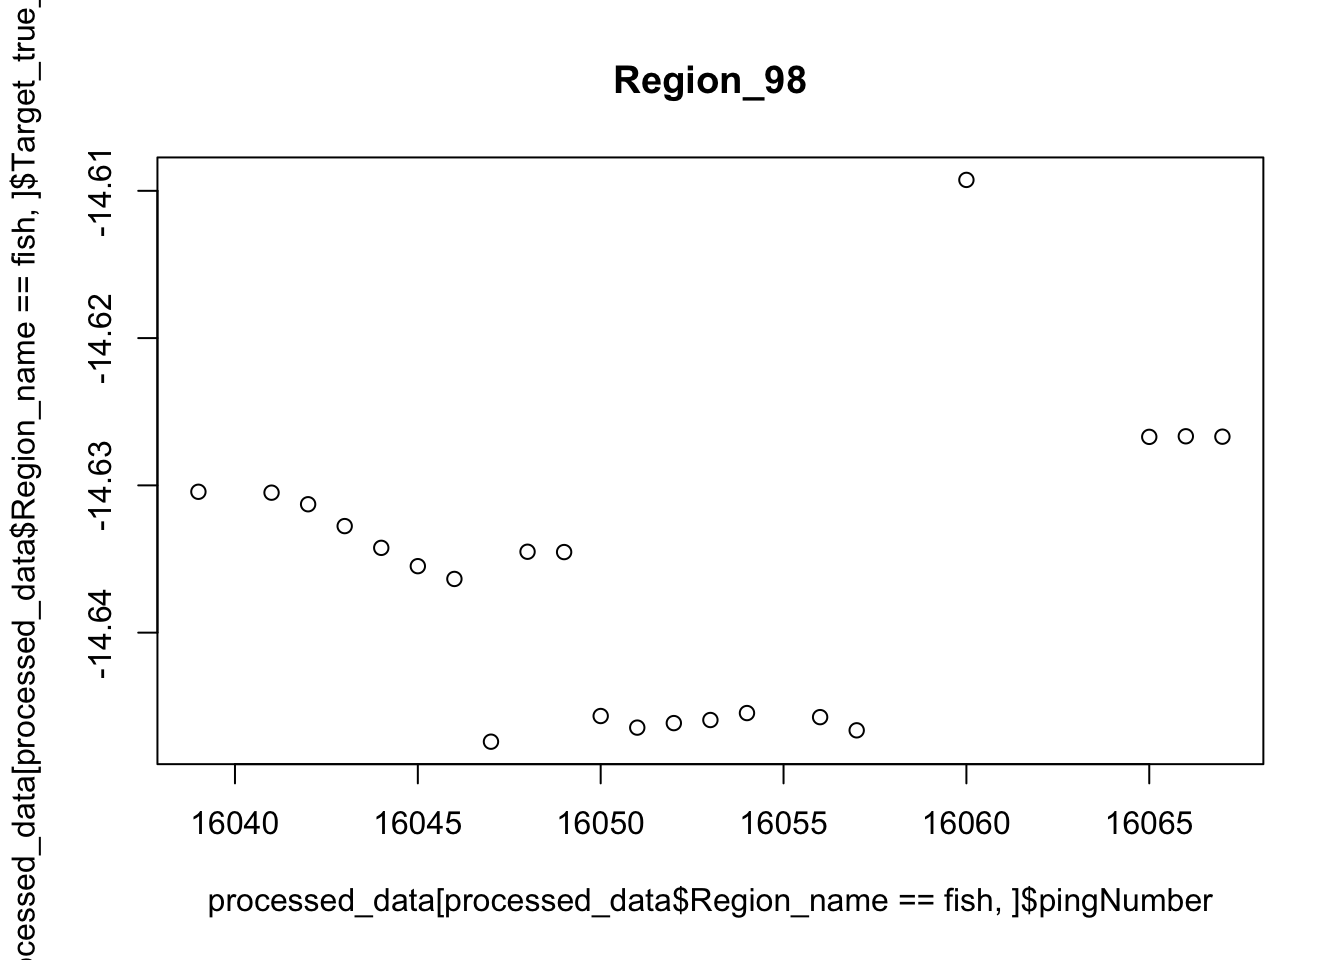 Region_98
processed_data[processed_data$Region_name == fish, ]$Target_true_
-14.61
-14.62
-14.63
-14.64
16040 16045 16050 16055 16060 16065
processed_data[processed_data$Region_name == fish, ]$pingNumber